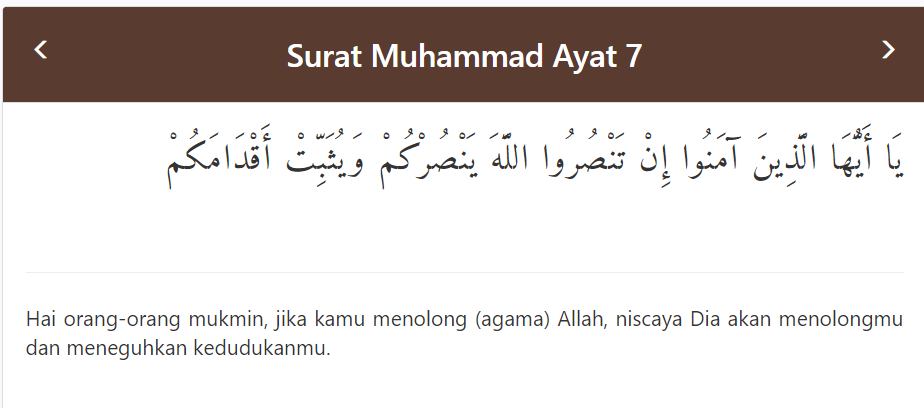 Surat Muhammad Ayat 7
يَا أَيُّهَا الَّذِينَ آمَنُوا إِنْ تَنْصُرُوا اللَّهَ يَنْصُرْكُمْ وَيُثَبِّتْ أَقْدَامَكُمْ
Hai orang-orang mukmin, jika kamu menolong (agama) Allah, niscaya Dia akan menolongmu
dan meneguhkan kedudukanmu.